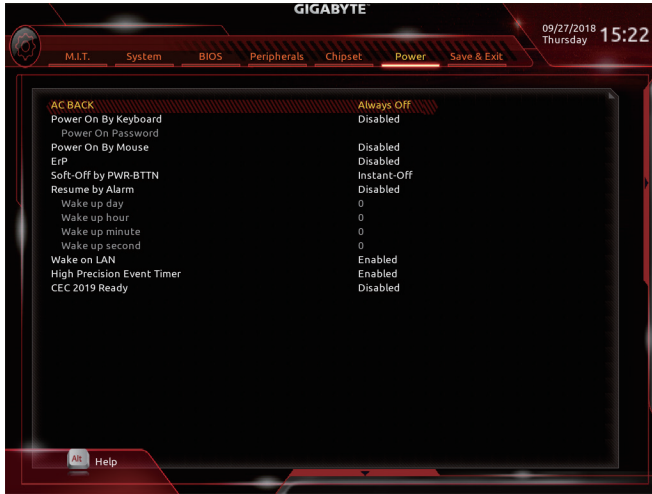 GIGABYTE™
09/27/2018 Thursday 15:22
M.I.T. System BIOS Peripherals Chipset Power Save & Exit
AC BACK Always Off
Power On By Keyboard Disabled
Power On Password
Power On By Mouse Disabled
ErP Disabled
Soft-Off by PWR-BTTN Instant-Off
Resume by Alarm Disabled
Wake up day 0
Wake up hour 0
Wake up minute 0
Wake up second 0
Wake on LAN Enabled
High Precision Event Timer Enabled
CEC 2019 Ready Disabled
Alt Help